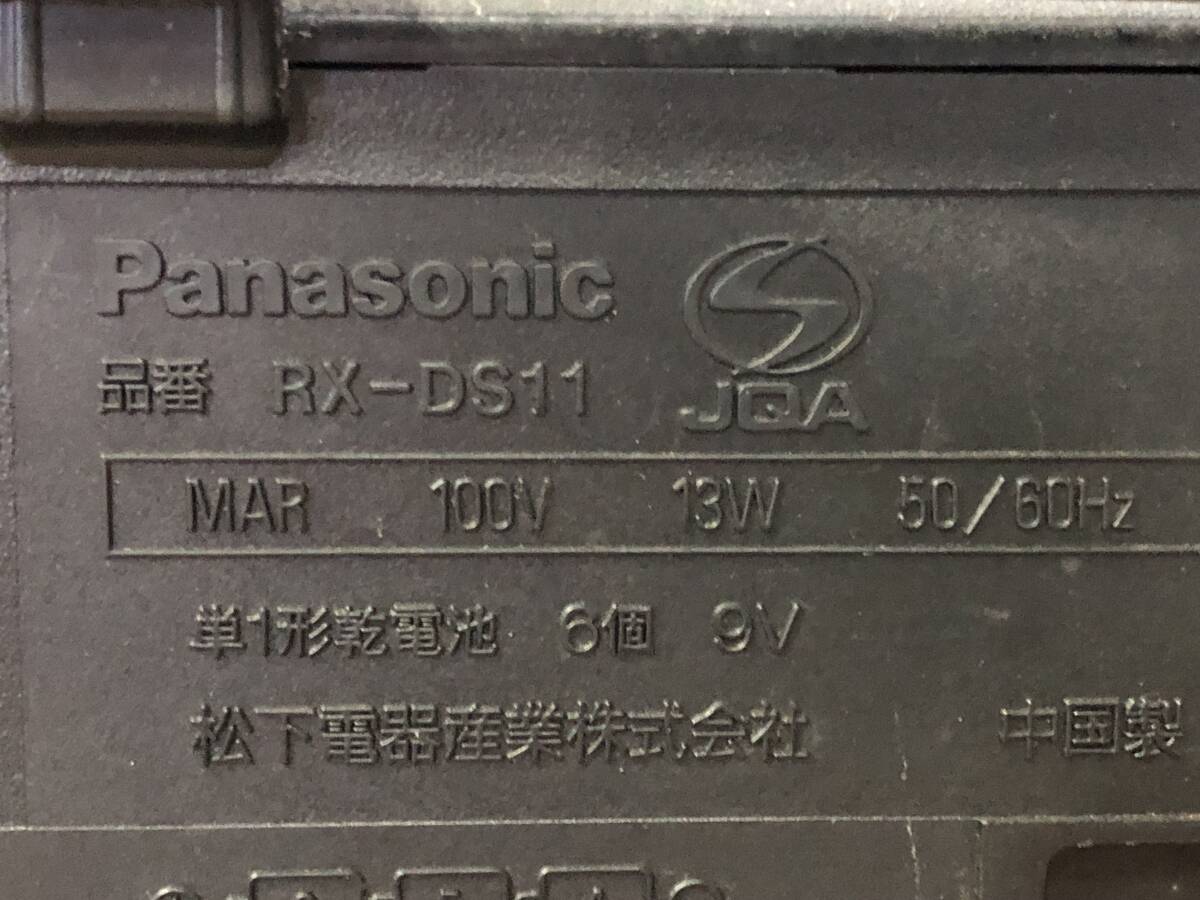 Panasonic
品番 RX-DS11
JQA
MAR 100V 13W 50/60Hz
単1形乾電池 6個 9V
松下電器産業株式会社 中国製